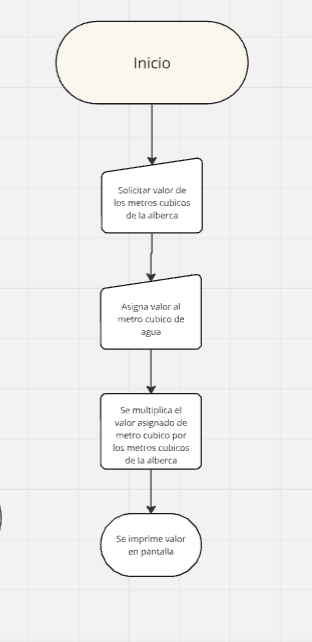 Inicio
Solicitar valor de
los metros cubicos
de la alberca
Asigna valor al
metro cubico de
agua
Se multiplica el
valor asignado de
metro cubico por
los metros cubicos
de la alberca
Se imprime valor
en pantalla